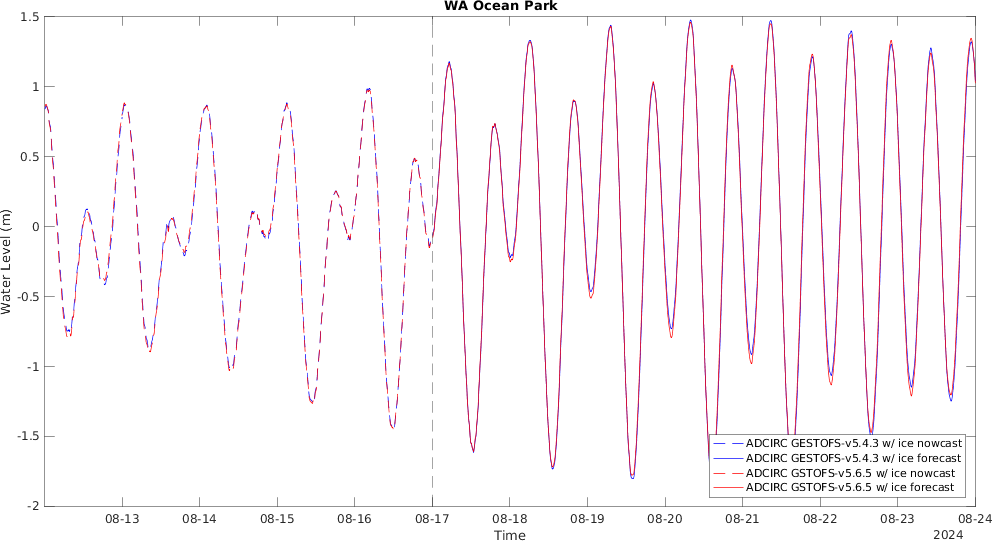 WA Ocean Park
1.5
1
0.5
0
-0.5
-1
-1.5
-2
Water Level (m)
ADCIRC GESTOFS-v5.4.3 w/ ice nowcast
ADCIRC GESTOFS-v5.4.3 w/ ice forecast
ADCIRC GSTOFS-v5.6.5 w/ ice nowcast
ADCIRC GSTOFS-v5.6.5 w/ ice forecast
08-13 08-14 08-15 08-16 08-17 08-18 08-19 08-20 08-21 08-22 08-23 08-24
Time
2024